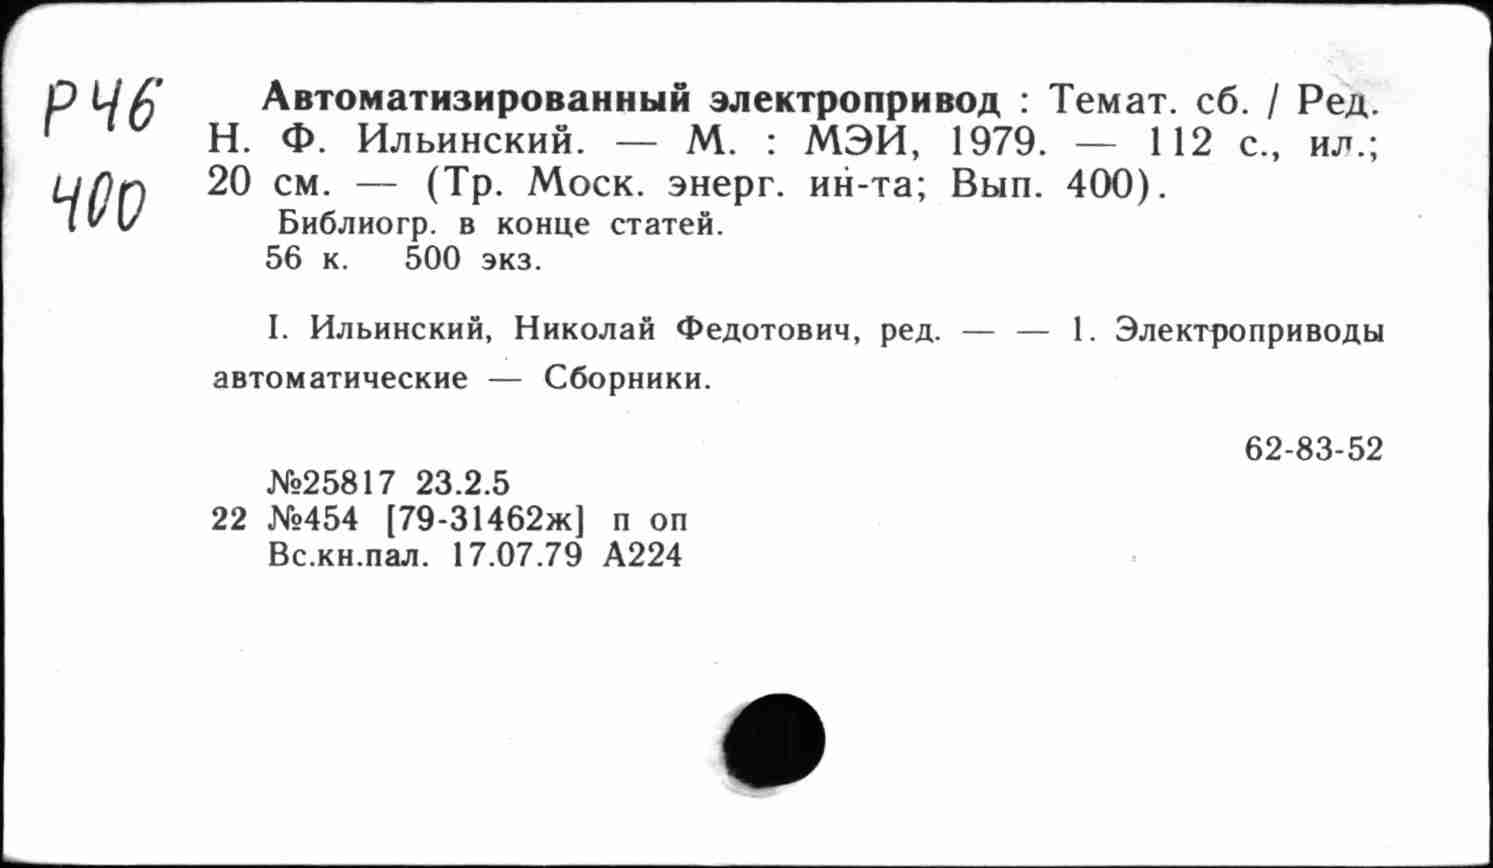 Р46
400
Автоматизированный электропривод : Темат. сб. / Ред.
Н. Ф. Ильинский. — М. : МЭИ, 1979. — 112 с., ил.;
20 см. — (Тр. Моск. энерг. ин-та; Вып. 400).
Библиогр. в конце статей.
56 к. 500 экз.
I. Ильинский, Николай Федотович, ред. — — 1. Электроприводы
автоматические — Сборники.
62-83-52
№25817 23.2.5
22 №454 [79-31462ж] п оп
Вс.кн.пал. 17.07.79 А224